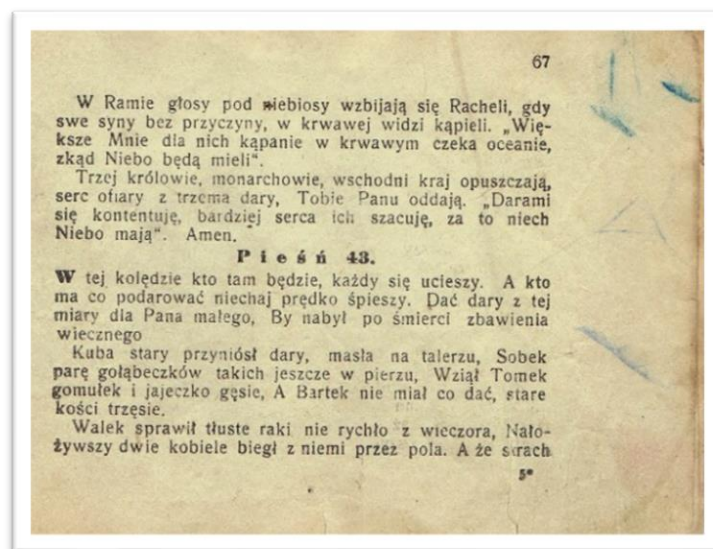 67
W Ramie głosy pod niebiosy wzbijają się Racheli, gdy
swe syny bez przyczyny, w krwawej widzi kąpieli. „Wię-
ksze Mnie dla nich kąpanie w krwawym czeka oceanie,
zkąd Niebo będą mieli“.
Trzej królowie, monarchowie, wschodni kraj opuszczają,
serc ofiary z trzema dary, Tobie Panu oddają. „Darami
się kontentuję, bardziej serca ich szacuję, za to niech
Niebo mają“. Amen.
Pieśń 43.
W tej kolędzie kto tam będzie, każdy się ucieszy. A kto
ma co podarować niechaj prędko śpieszy. Dać dary z tej
miary dla Pana małego, By nabył po śmierci zbawienia
wiecznego
Kuba stary przyniósł dary, masła na talerzu, Sobek
parę gołąbeczków takich jeszcze w pierzu, Wziął Tomek
gomułek i jajeczko gęsie, A Bartek nie miał co dać, stare
kości trzęsie.
Walek sprawił tłuste raki nie rychło z wieczora, Nało-
żywszy dwie kobiele biegł z niemi przez pola. A że strach
5*